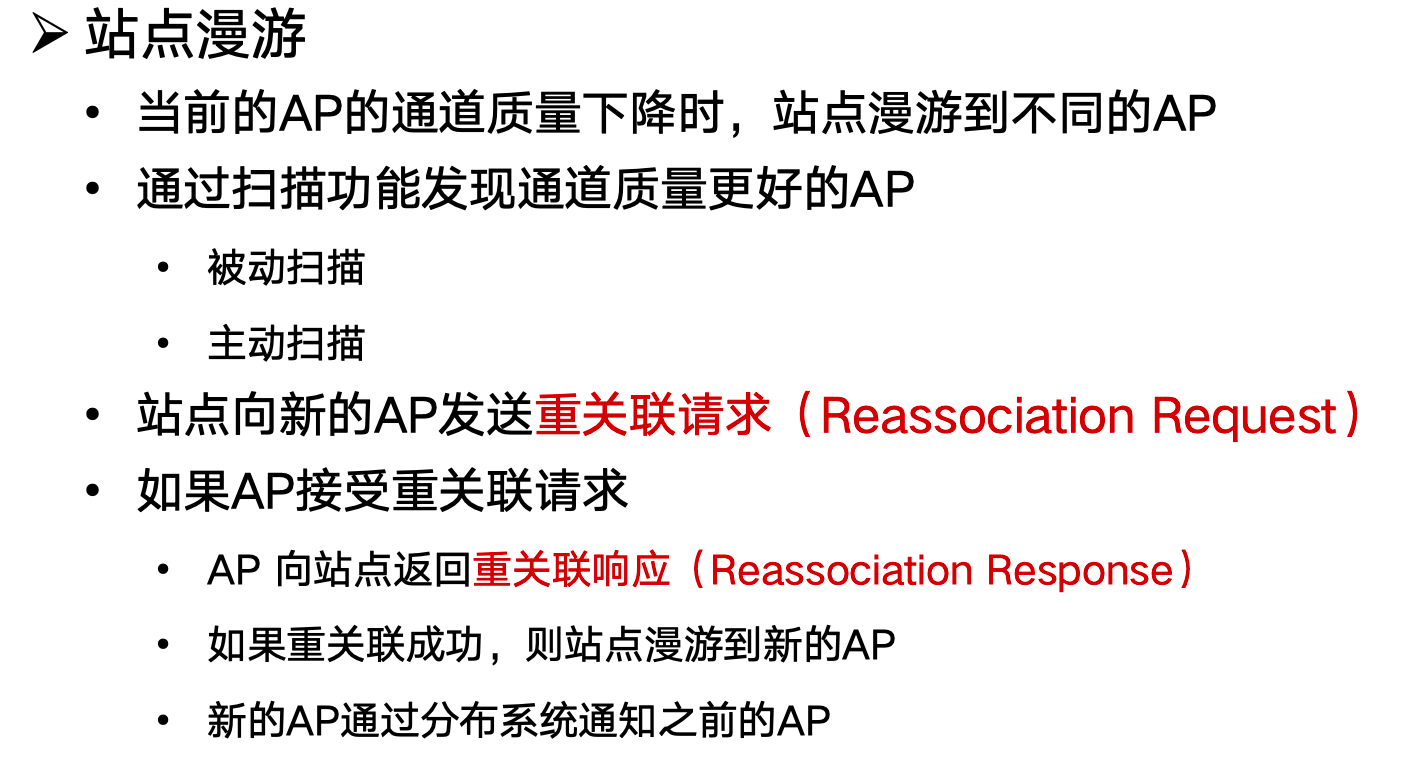 ➢ 站点漫游
• 当前的AP的通道质量下降时，站点漫游到不同的AP
• 通过扫描功能发现通道质量更好的AP
• 被动扫描
• 主动扫描
• 站点向新的AP发送重关联请求（Reassociation Request）
• 如果AP接受重关联请求
• AP 向站点返回重关联响应（Reassociation Response）
• 如果重关联成功，则站点漫游到新的AP
• 新的AP通过分布系统通知之前的AP